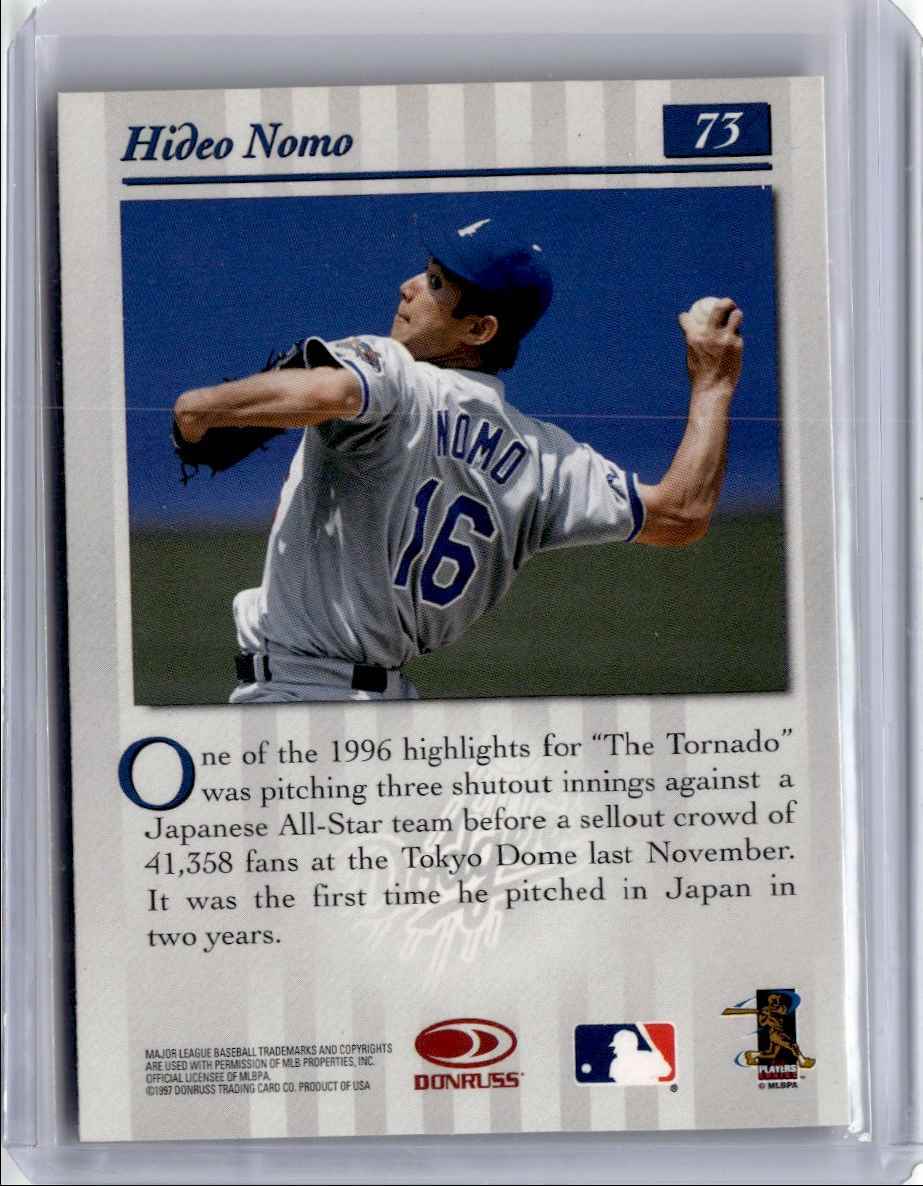 Hideo Nomo
73
NOMO
16
One of the 1996 highlights for “The Tornado”
was pitching three shutout innings against a
Japanese All-Star team before a sellout crowd of
41,358 fans at the Tokyo Dome last November.
It was the first time he pitched in Japan in
two years.
Dodgers
MAJOR LEAGUE BASEBALL TRADEMARKS AND COPYRIGHTS
ARE USED WITH PERMISSION OF MLB PROPERTIES, INC.
OFFICIAL LICENSEE OF MLBPA.
©1997 DONRUSS TRADING CARD CO. PRODUCT OF USA
DONRUSS
®
PLAYERS
CHOICE
© MLBPA